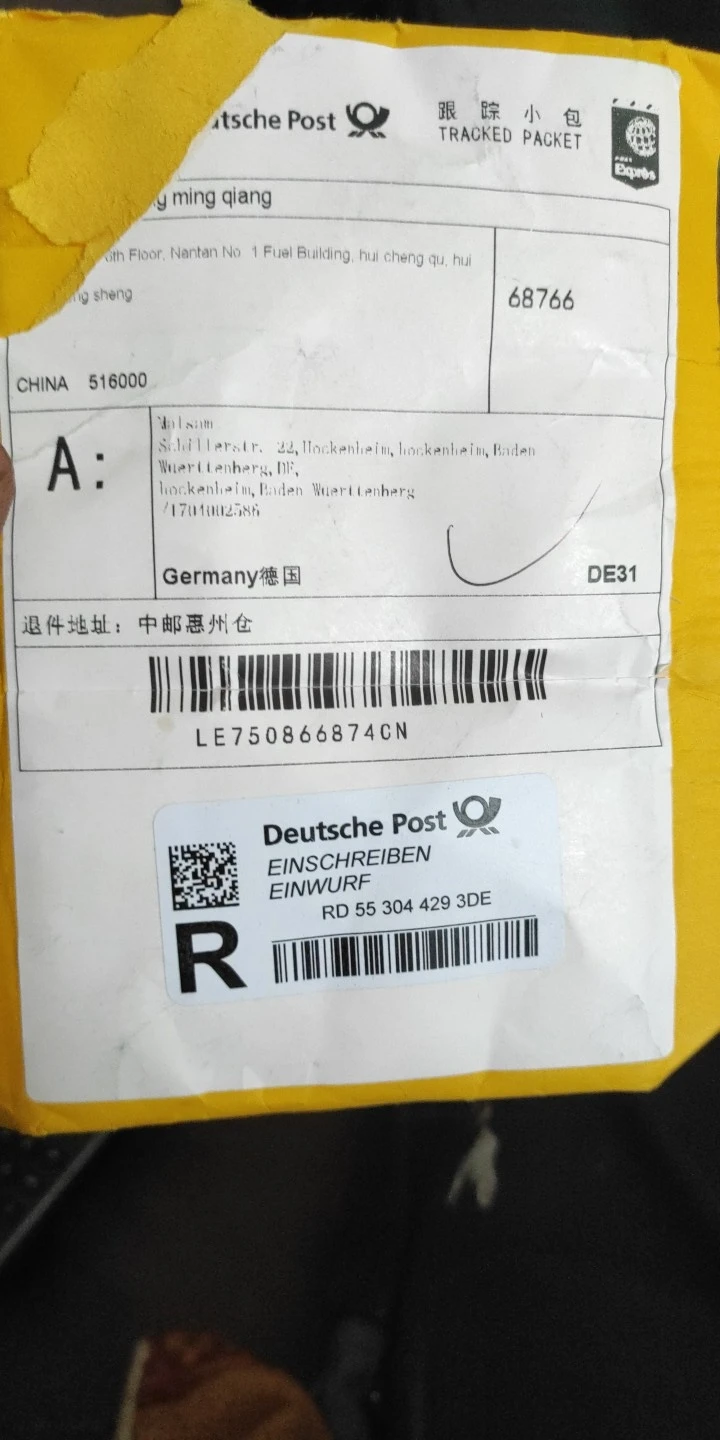 Deutsche Post
跟踪小包
TRACKED PACKET
Exprès
ming qiang
Floor, Nantan No 1 Fuel Building, hui cheng qu, hui
sheng
68766
CHINA 516000
A:
Schillerstr. 22, Hockenheim, hockenheim, Baden
Wuerttenberg, DE,
hockenheim, Baden Wuerttenberg
Germany德国
DE31
退件地址：中邮惠州仓
LE750866874CN
Deutsche Post
EINSCHREIBEN
EINWURF
RD 55 304 429 3DE
R